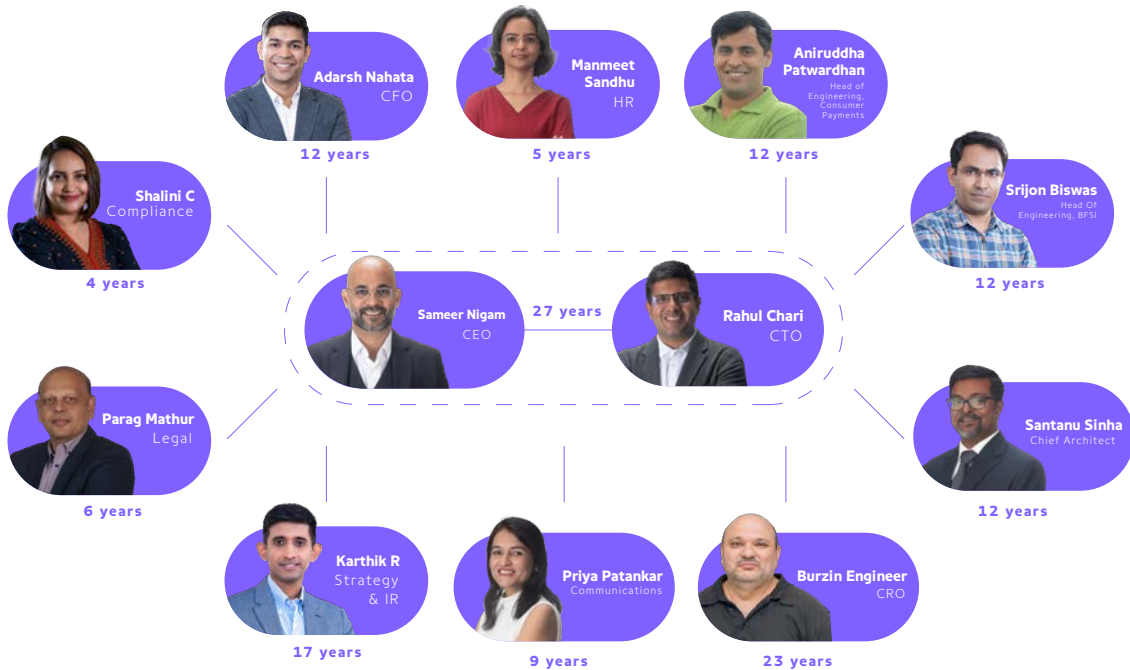 Adarsh Nahata
CFO
12 years
Manmeet
Sandhu
HR
5 years
Aniruddha
Patwardhan
Head of
Engineering,
Consumer
Payments
12 years
Shalini C
Compliance
4 years
Srijon Biswas
Head Of
Engineering, BFSI
12 years
Sameer Nigam
CEO
27 years
Rahul Chari
CTO
Parag Mathur
Legal
6 years
Santanu Sinha
Chief Architect
12 years
Karthik R
Strategy
& IR
17 years
Priya Patankar
Communications
9 years
Burzin Engineer
CRO
23 years